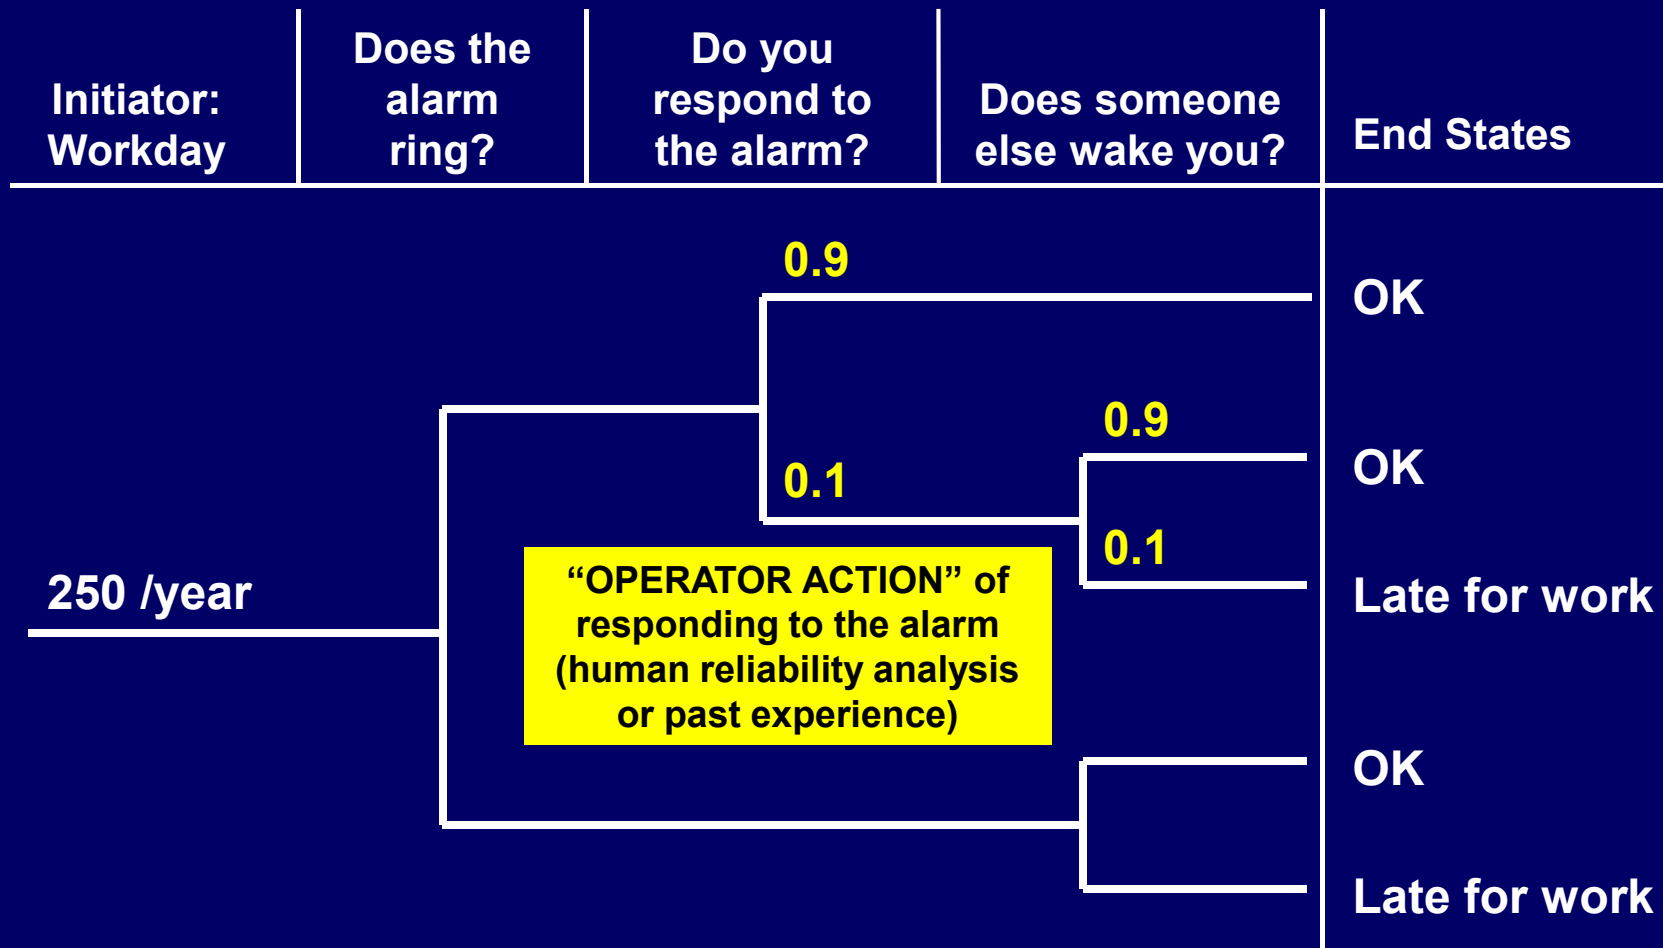 Initiator:
Workday
Does the
alarm
ring?
Do you
respond to
the alarm?
Does someone
else wake you?
End States
0.9
OK
0.9
OK
0.1
0.1
Late for work
250 /year
“OPERATOR ACTION” of
responding to the alarm
(human reliability analysis
or past experience)
OK
Late for work